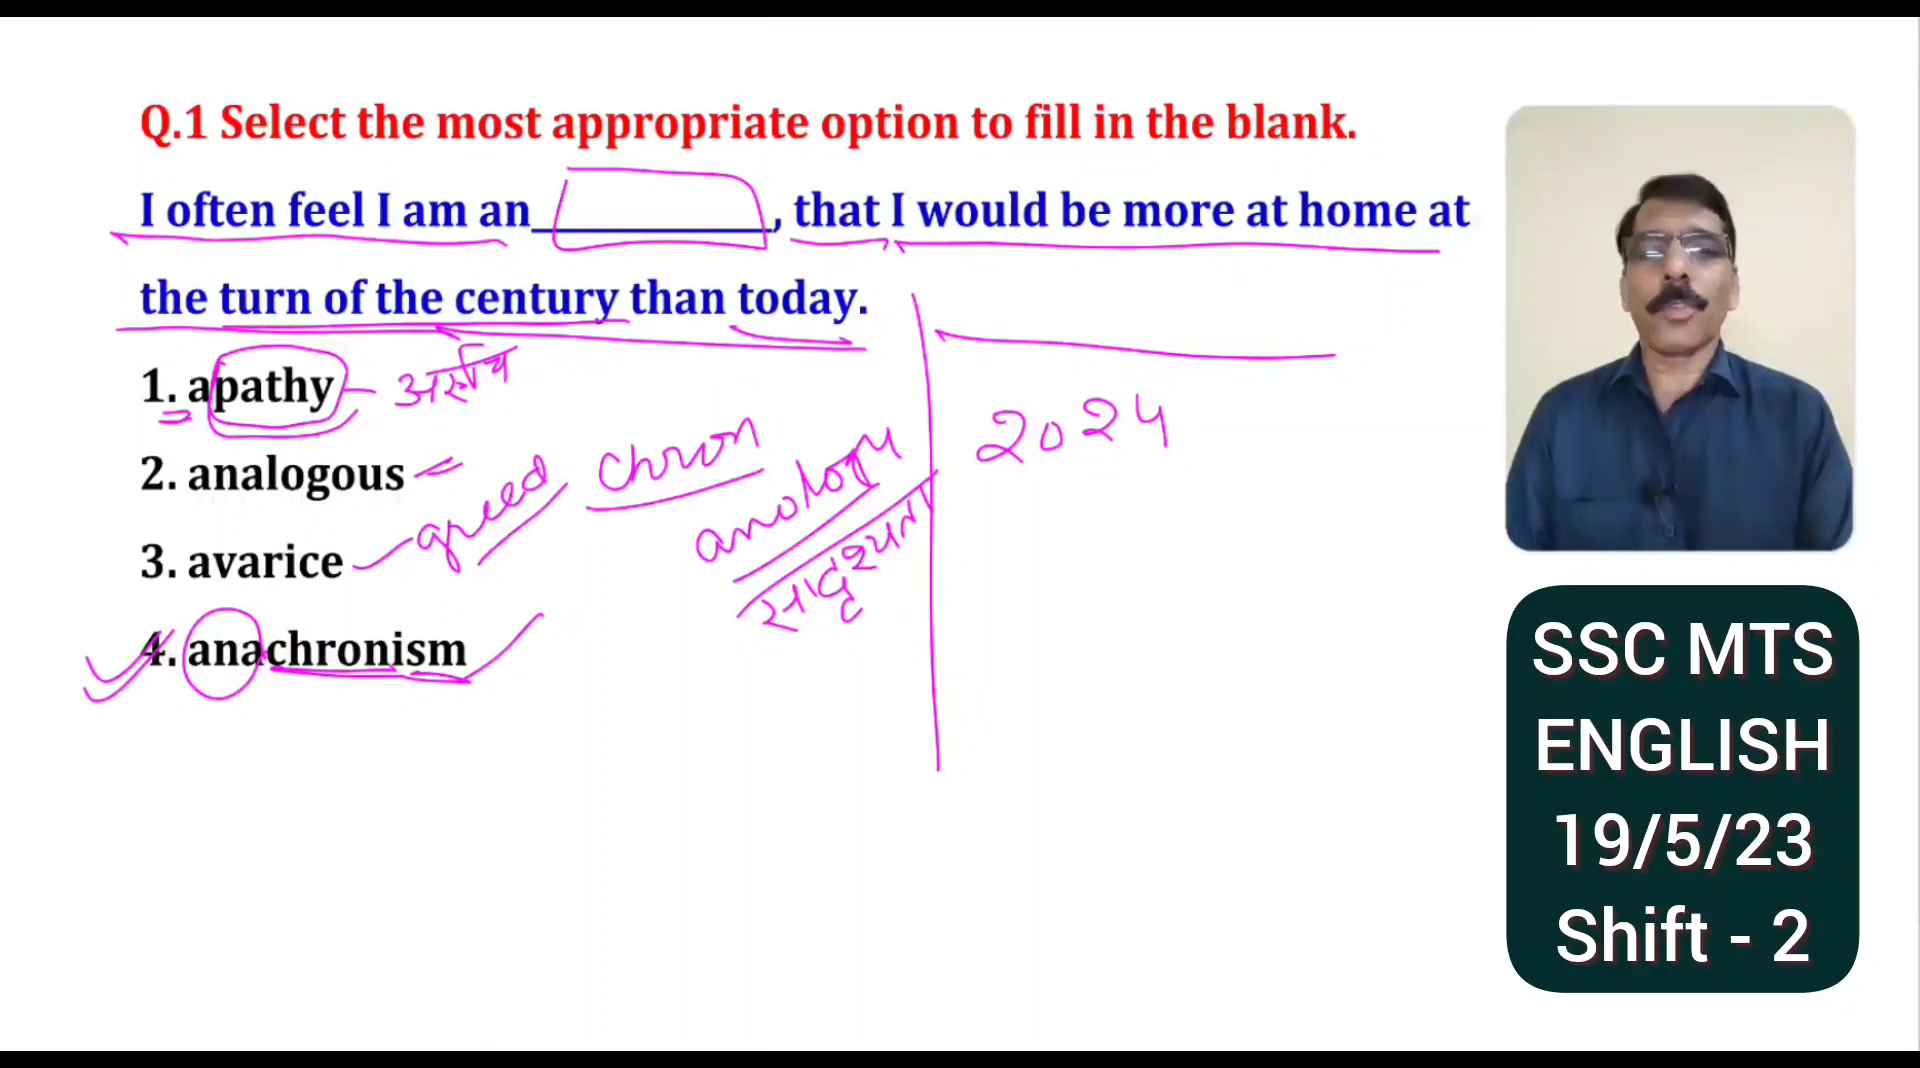 Q.1 Select the most appropriate option to fill in the blank.
I often feel I am an__________, that I would be more at home at
the turn of the century than today.
1. apathy - अरुचि
2. analogous
3. avarice greed
4. anachronism
chron
anology
सादृश्यता
2024
SSC MTS
ENGLISH
19/5/23
Shift - 2